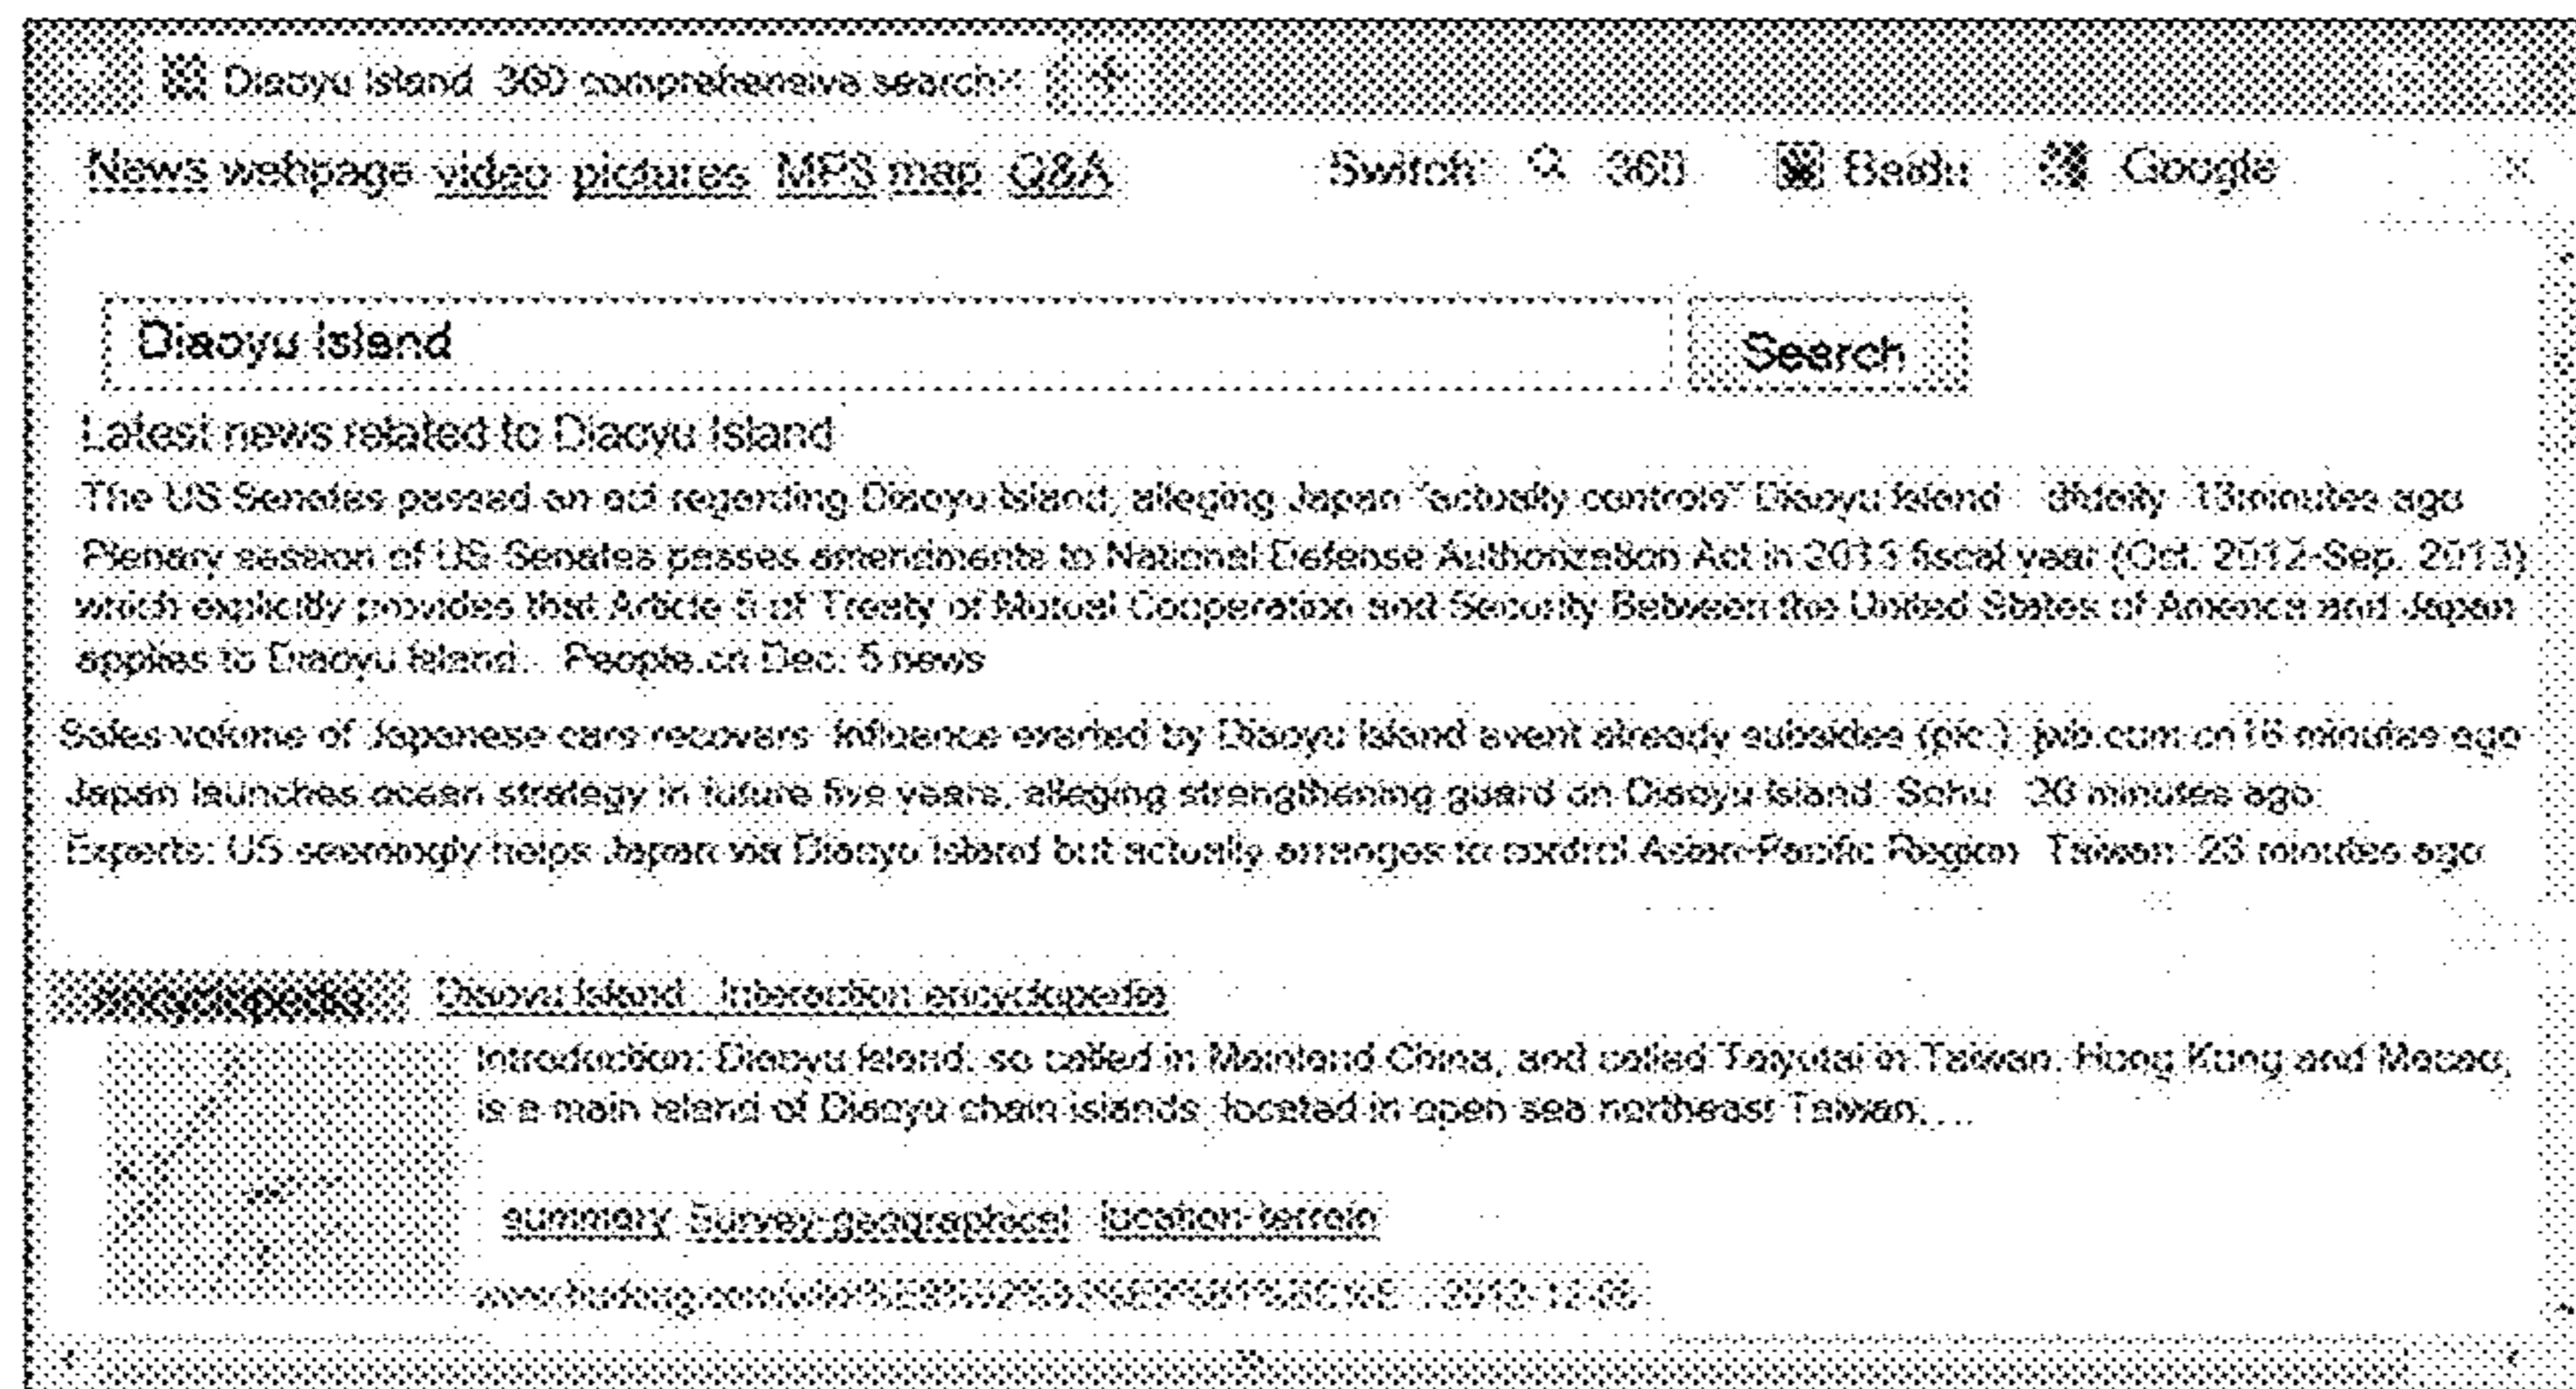 Diaoyu Island 360 comprehensive search ×
News webpage video pictures MPS map Q&A Switch: 360 Baidu Google ×
Diaoyu Island Search
Latest news related to Diaoyu Island
The US Senates passed an act regarding Diaoyu Island, alleging Japan "actually controls" Diaoyu Island dfdaily 13minutes ago
Plenary session of US Senates passes amendments to National Defense Authorization Act in 2013 fiscal year (Oct. 2012-Sep. 2013)
which explicitly provides that Article 5 of Treaty of Mutual Cooperation and Security Between the United States of America and Japan
applies to Diaoyu Island. People.cn Dec. 5 news
Sales volume of Japanese cars recovers Influence exerted by Diaoyu Island event already subsides (pic.) jwb.com.cn 16 minutes ago
Japan launches ocean strategy in future five years, alleging strengthening guard on Diaoyu Island Sohu 20 minutes ago
Experts: US seemingly helps Japan via Diaoyu Island but actually arranges to control Asian-Pacific Region Taiwan 23 minutes ago
encyclopedia Diaoyu Island Interaction encyclopedia
Introduction: Diaoyu Island, so called in Mainland China, and called Taiyutai in Taiwan, Hong Kong and Macao,
is a main island of Diaoyu chain islands, located in open sea northeast Taiwan....
summary Survey-geographical location-terrain